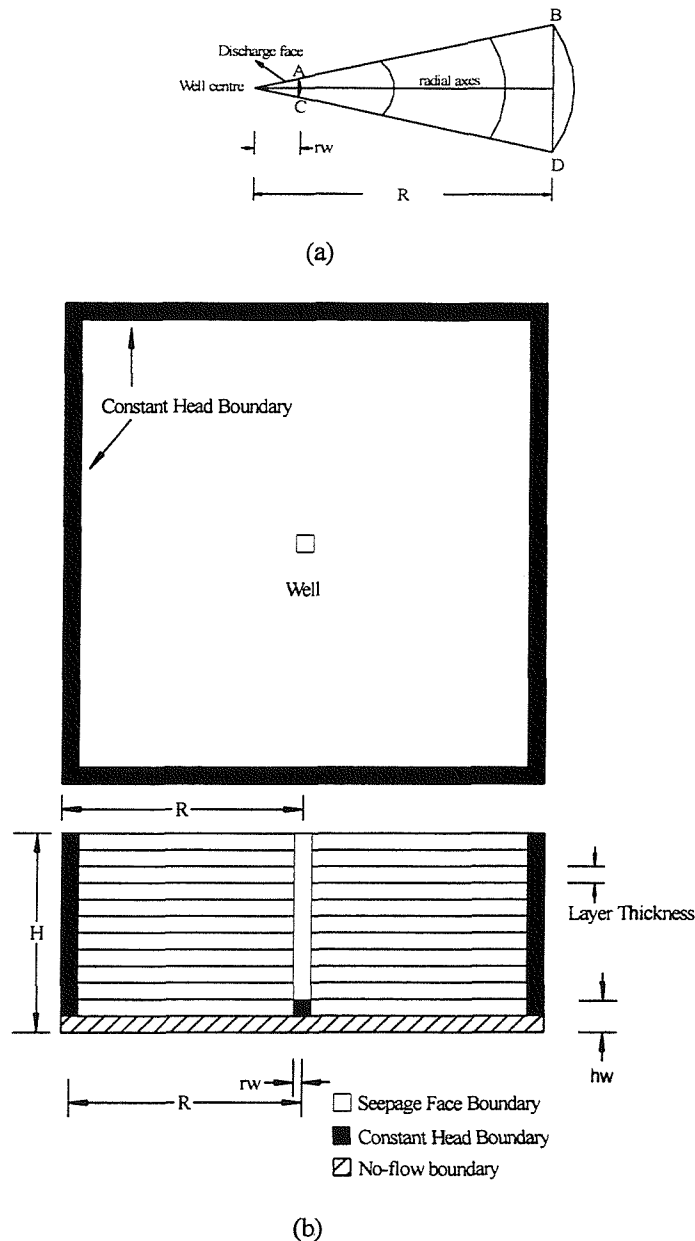 B
Discharge face
A
Well centre
radial axes
C
rw
D
R
(a)
Constant Head Boundary
Well
R
H
Layer Thickness
rw
hw
R
Seepage Face Boundary
Constant Head Boundary
No-flow boundary
(b)